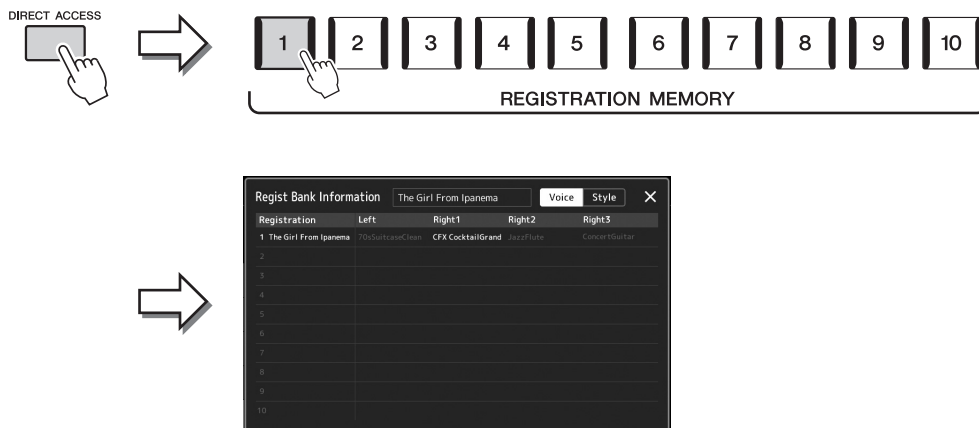 DIRECT ACCESS
1 2 3 4 5 6 7 8 9 10
REGISTRATION MEMORY
Regist Bank Information The Girl From Ipanema Voice Style ✕
Registration Left Right1 Right2 Right3
1 The Girl From Ipanema 70sSuitcaseClean CFX CocktailGrand JazzFlute ConcertGuitar
2
3
4
5
6
7
8
9
10